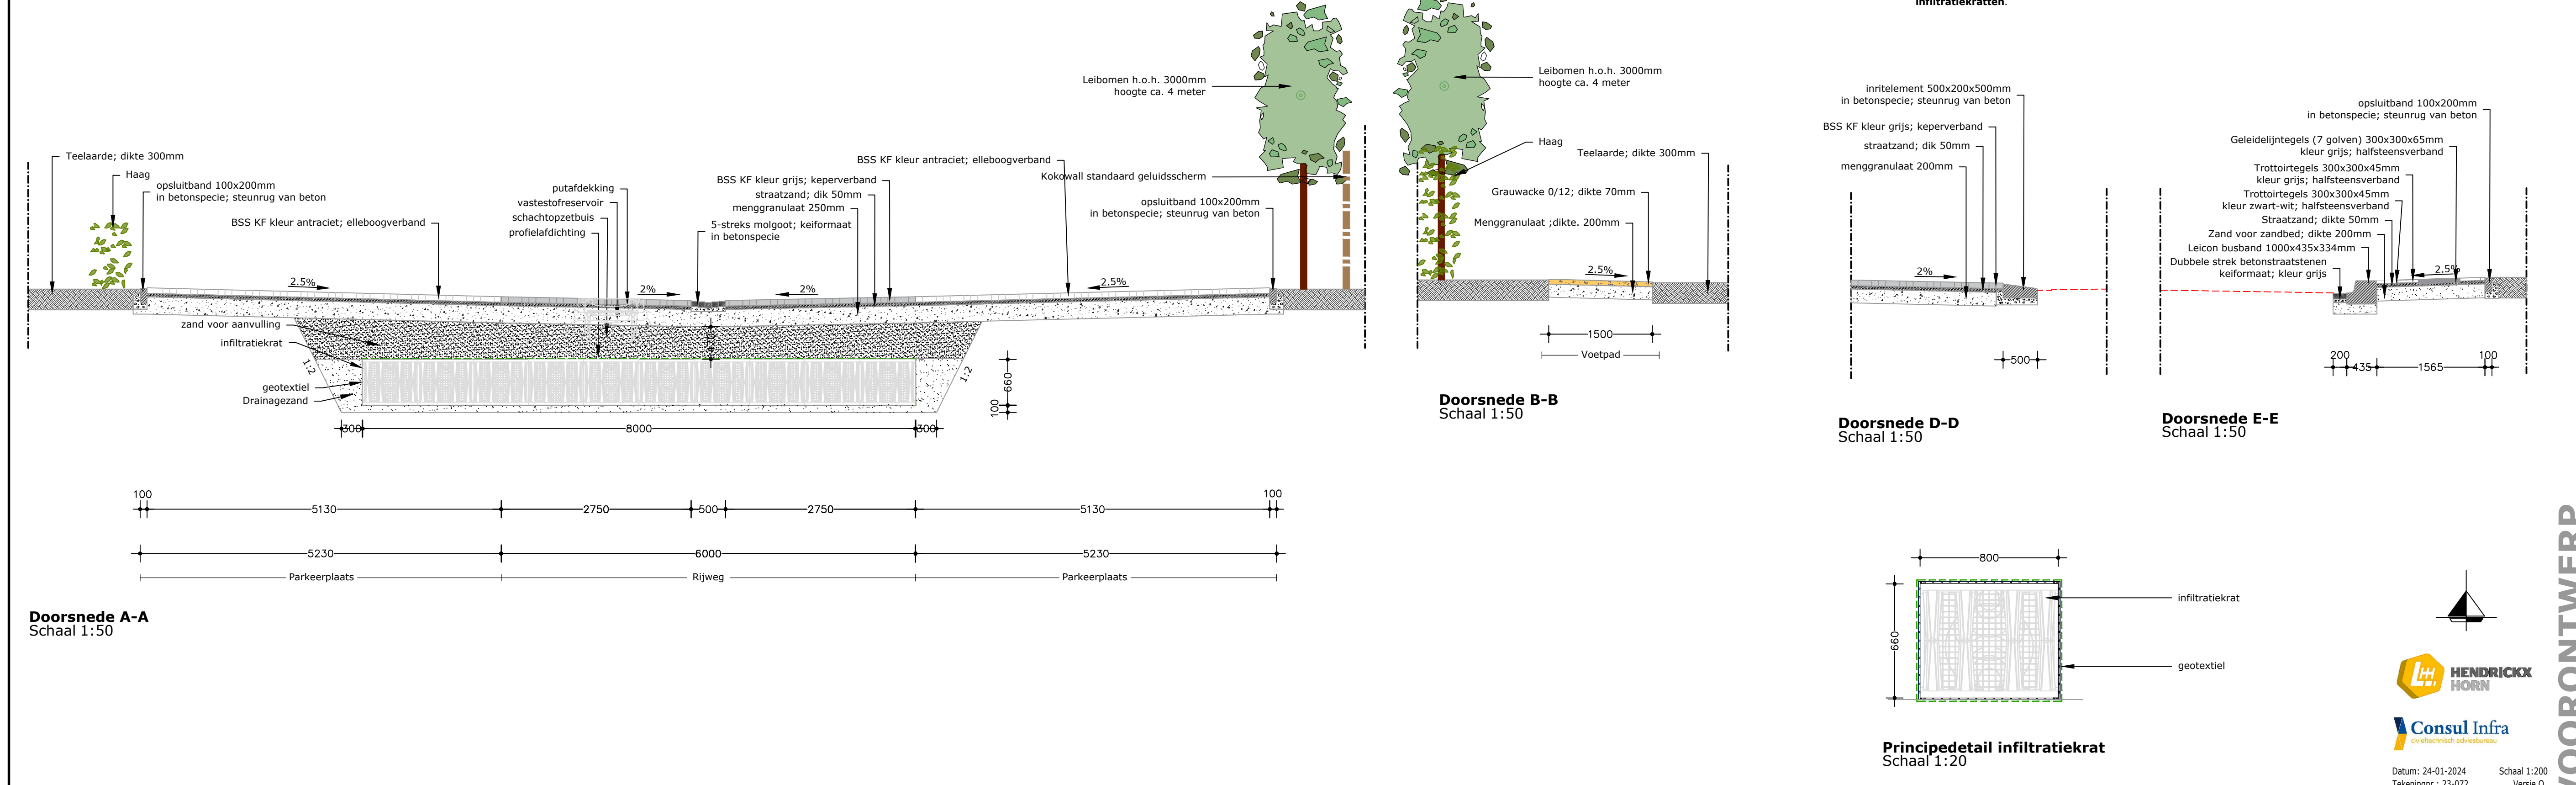 infiltratiekratten.
Teelaarde; dikte 300mm
Haag
opsluitband 100x200mm
in betonspecie; steunrug van beton
BSS KF kleur antraciet; elleboogverband
putafdekking
vastestofreservoir
schachtopzetbuis
profielafdichting
5-streks molgoot; keiformaat
in betonspecie
BSS KF kleur grijs; keperverband
straatzand; dik 50mm
menggranulaat 250mm
BSS KF kleur antraciet; elleboogverband
Leibomen h.o.h. 3000mm
hoogte ca. 4 meter
Kokowall standaard geluidsscherm
opsluitband 100x200mm
in betonspecie; steunrug van beton
2.5%
2%
2%
2.5%
zand voor aanvulling
infiltratiekrat
geotextiel
Drainagezand
1:2
1:2
660
100
300
8000
300
100
5130
2750
500
2750
5130
100
5230
6000
5230
Parkeerplaats
Rijweg
Parkeerplaats
Doorsnede A-A
Schaal 1:50
Leibomen h.o.h. 3000mm
hoogte ca. 4 meter
Haag
Teelaarde; dikte 300mm
Grauwacke 0/12; dikte 70mm
Menggranulaat ;dikte. 200mm
2.5%
1500
Voetpad
Doorsnede B-B
Schaal 1:50
inritelement 500x200x500mm
in betonspecie; steunrug van beton
BSS KF kleur grijs; keperverband
straatzand; dik 50mm
menggranulaat 200mm
2%
500
Doorsnede D-D
Schaal 1:50
opsluitband 100x200mm
in betonspecie; steunrug van beton
Geleidelijntegels (7 golven) 300x300x65mm
kleur grijs; halfsteensverband
Trottoirtegels 300x300x45mm
kleur grijs; halfsteensverband
Trottoirtegels 300x300x45mm
kleur zwart-wit; halfsteensverband
Straatzand; dikte 50mm
Zand voor zandbed; dikte 200mm
Leicon busband 1000x435x334mm
Dubbele strek betonstraatstenen
keiformaat; kleur grijs
2.5%
200
435
1565
100
Doorsnede E-E
Schaal 1:50
800
660
infiltratiekrat
geotextiel
Principedetail infiltratiekrat
Schaal 1:20
HENDRICKX
HORN
Consul Infra
civieltechnisch adviesbureau
Datum: 24-01-2024
Schaal 1:200
Tekeningnr.: 23-072
Versie 0
VOORONTWERP